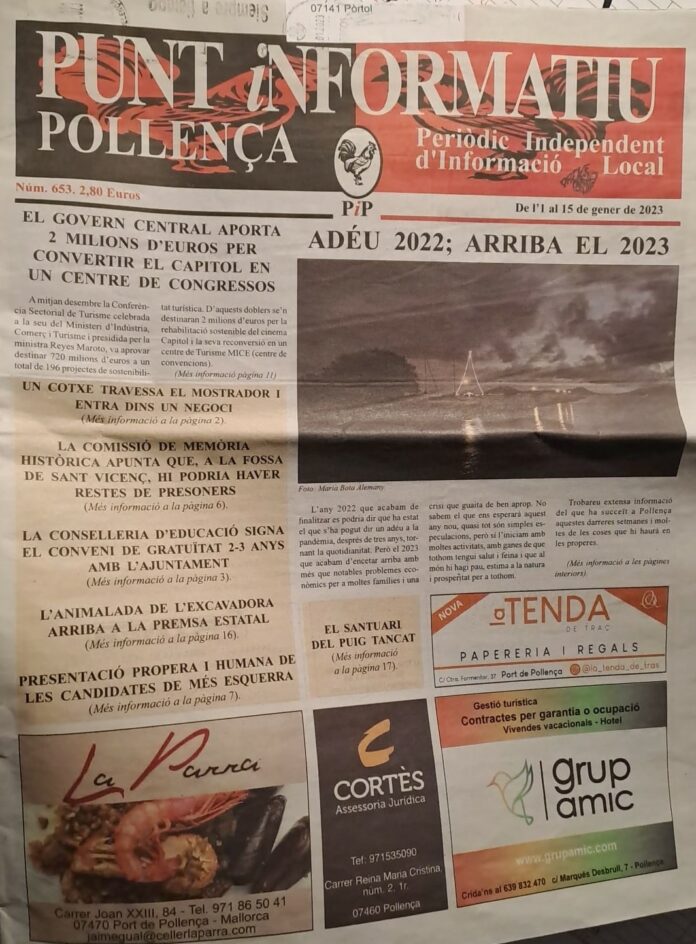 07141 Pòrtol
Siempre a tiempo
PUNT iNFORMATIU
POLLENÇA
Periòdic Independent
d'Informació Local
Núm. 653. 2,80 Euros
PiP
De l'1 al 15 de gener de 2023
EL GOVERN CENTRAL APORTA
2 MILIONS D'EUROS PER
CONVERTIR EL CAPITOL EN
UN CENTRE DE CONGRESSOS
A mitjan desembre la Conferèn-
cia Sectorial de Turisme celebrada
a la seu del Ministeri d'Indústria,
Comerç i Turisme i presidida per la
ministra Reyes Maroto, va aprovar
destinar 720 milions d'euros a un
total de 196 projectes de sostenibili-
tat turística. D'aquests doblers se'n
destinaran 2 milions d'euros per la
rehabilitació sostenible del cinema
Capitol i la seva reconversió en un
centre de Turisme MICE (centre de
convencions).
(Més informació pàgina 11)
UN COTXE TRAVESSA EL MOSTRADOR I
ENTRA DINS UN NEGOCI
(Més informació a la pàgina 2).
LA COMISSIÓ DE MEMÒRIA
HISTÒRICA APUNTA QUE, A LA FOSSA
DE SANT VICENÇ, HI PODRIA HAVER
RESTES DE PRESONERS
(Més informació a la pàgina 6).
LA CONSELLERIA D'EDUCACIÓ SIGNA
EL CONVENI DE GRATUÏTAT 2-3 ANYS
AMB L'AJUNTAMENT
(Més informació a la pàgina 3).
L'ANIMALADA DE L'EXCAVADORA
ARRIBA A LA PREMSA ESTATAL
(Més informació a la pàgina 16).
PRESENTACIÓ PROPERA I HUMANA DE
LES CANDIDATES DE MÉS ESQUERRA
(Més informació a la pàgina 7).
ADÉU 2022; ARRIBA EL 2023
Foto: Maria Bota Alemany
L'any 2022 que acabam de
finalitzar es podria dir que ha estat
el que s'ha pogut dir un adéu a la
pandèmia, després de tres anys, tor-
nant la quotidianitat. Però el 2023
que acabam d'encetar arriba amb
més que notables problemes eco-
nòmics per a moltes famílies i una
crisi que guaita de ben aprop. No
sabem el que ens esperarà aquest
any nou, quasi tot són simples es-
peculacions, però sí l'iniciam amb
moltes activitats, amb ganes de que
tothom tengui salut i feina i que al
món hi hagi pau, estima a la natura
i prosperitat per a tothom.
Trobareu extensa informació
del que ha succeït a Pollença
aquestes darreres setmanes i mol-
tes de les coses que hi haurà en
les properes.
(Més informació a les pàgines
interiors)
EL SANTUARI
DEL PUIG TANCAT
(Més informació
a la pàgina 17).
NOVA
La TENDA
DE TRAÇ
PAPERERIA I REGALS
C/ Ctra. Formentor, 37 Port de Pollença @la_tenda_de_tras
La Parra
Carrer Joan XXIII, 84 - Tel. 971 86 50 41
07470 Port de Pollença - Mallorca
jaimegual@cellerlaparra.com
CORTÈS
Assessoria Jurídica
Tef: 971535090
Carrer Reina Maria Cristina,
núm. 2, 1r.
07460 Pollença
Gestió turística
Contractes per garantia o ocupació
Vivendes vacacionals - Hotel
grup
amic
www.grupamic.com
Crida'ns al 639 832 470 c/ Marquès Desbrull, 7 - Pollença